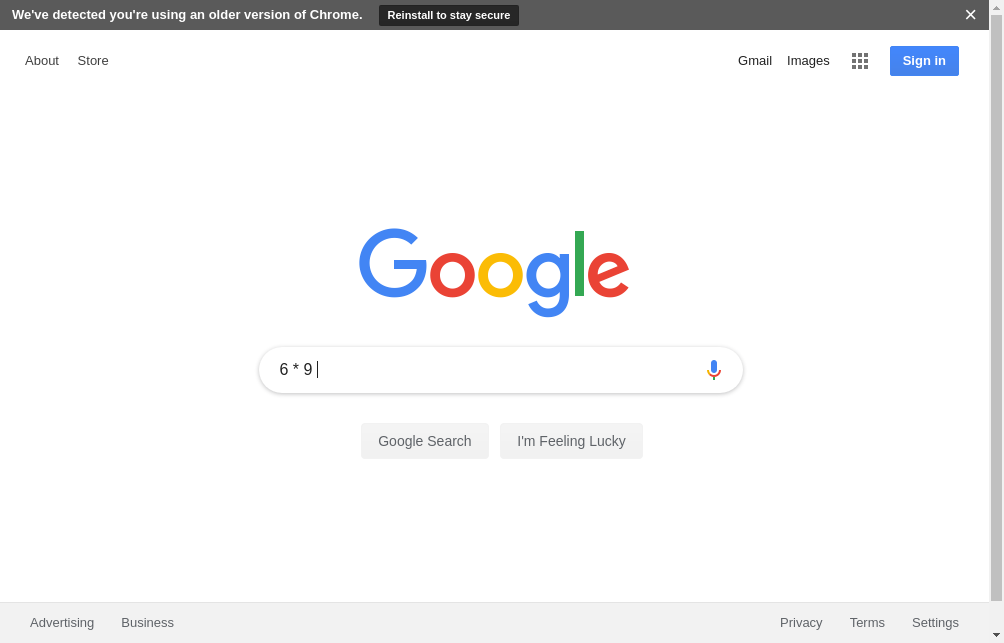 We've detected you're using an older version of Chrome. Reinstall to stay secure
About Store Gmail Images Sign in
Google
6 * 9
Google Search I'm Feeling Lucky
Advertising Business Privacy Terms Settings